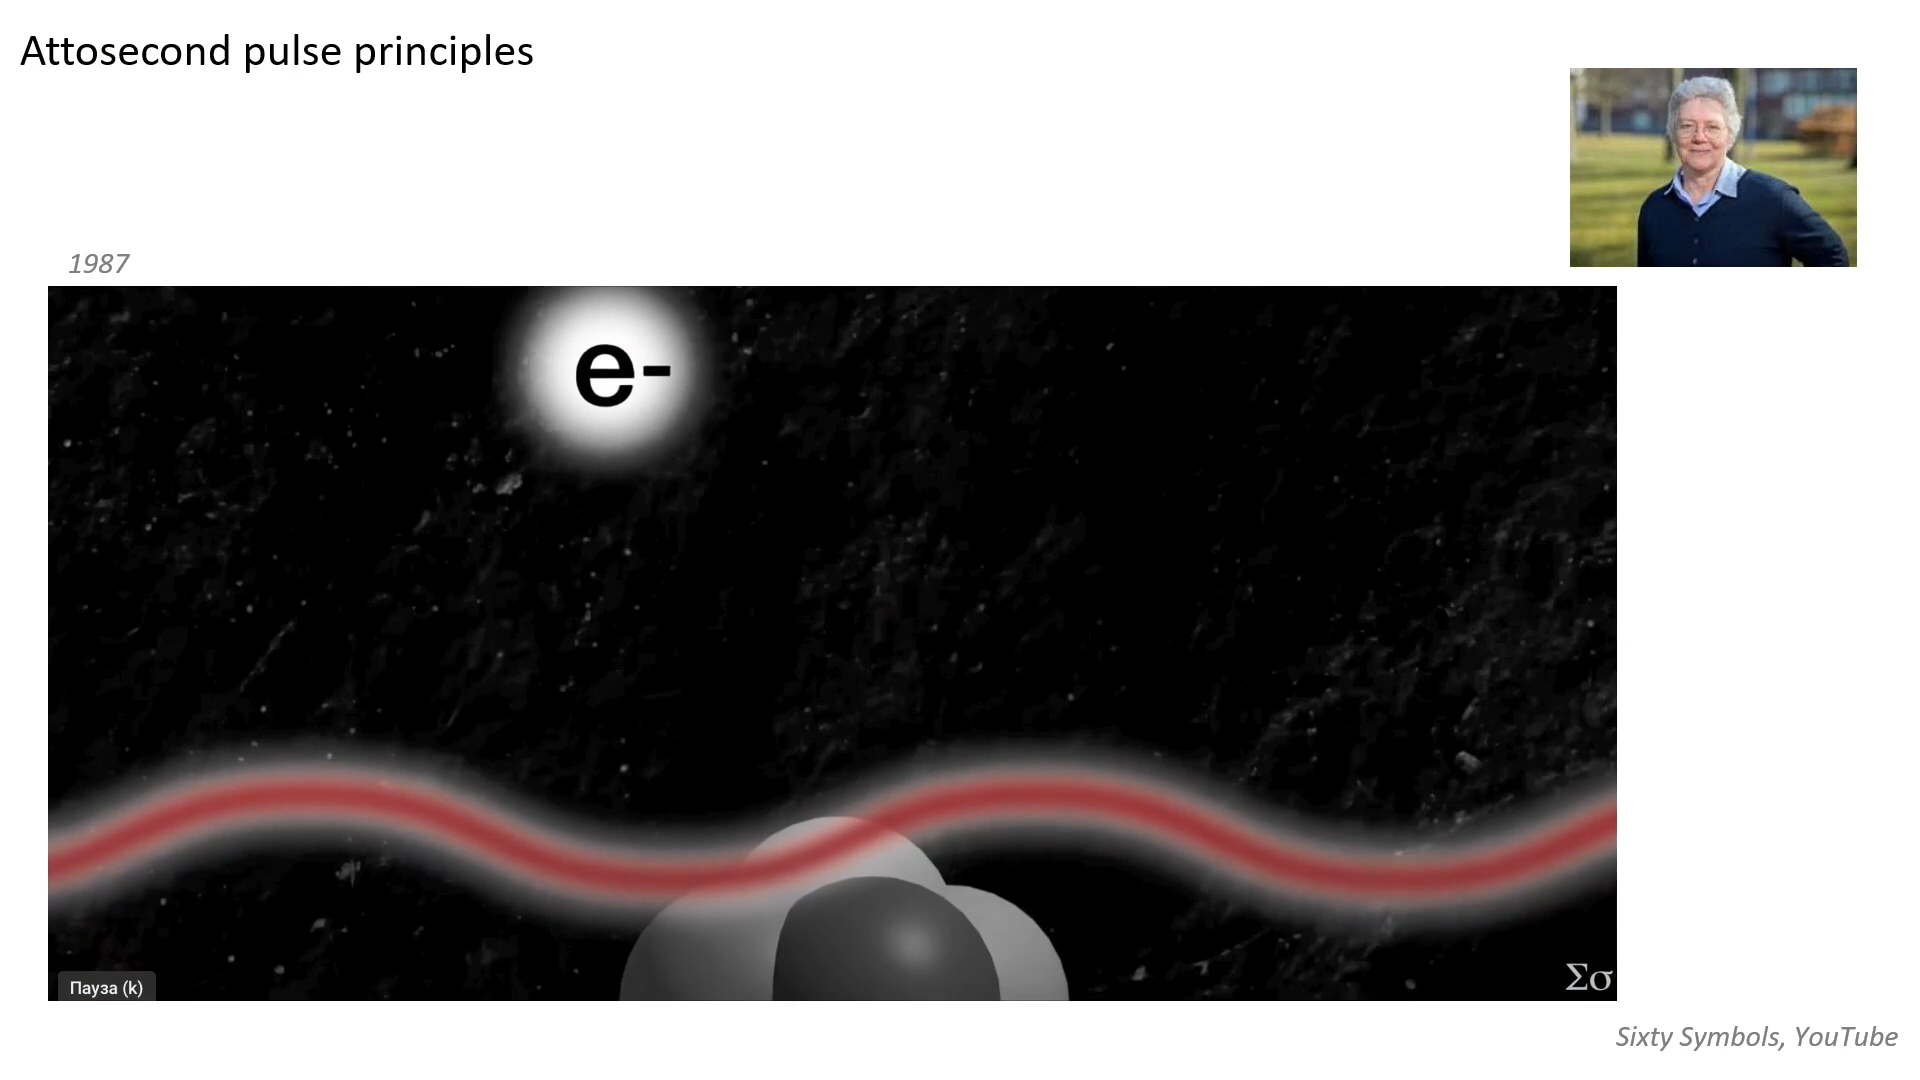 Attosecond pulse principles
1987
e-
Пауза (k)
Σσ
Sixty Symbols, YouTube